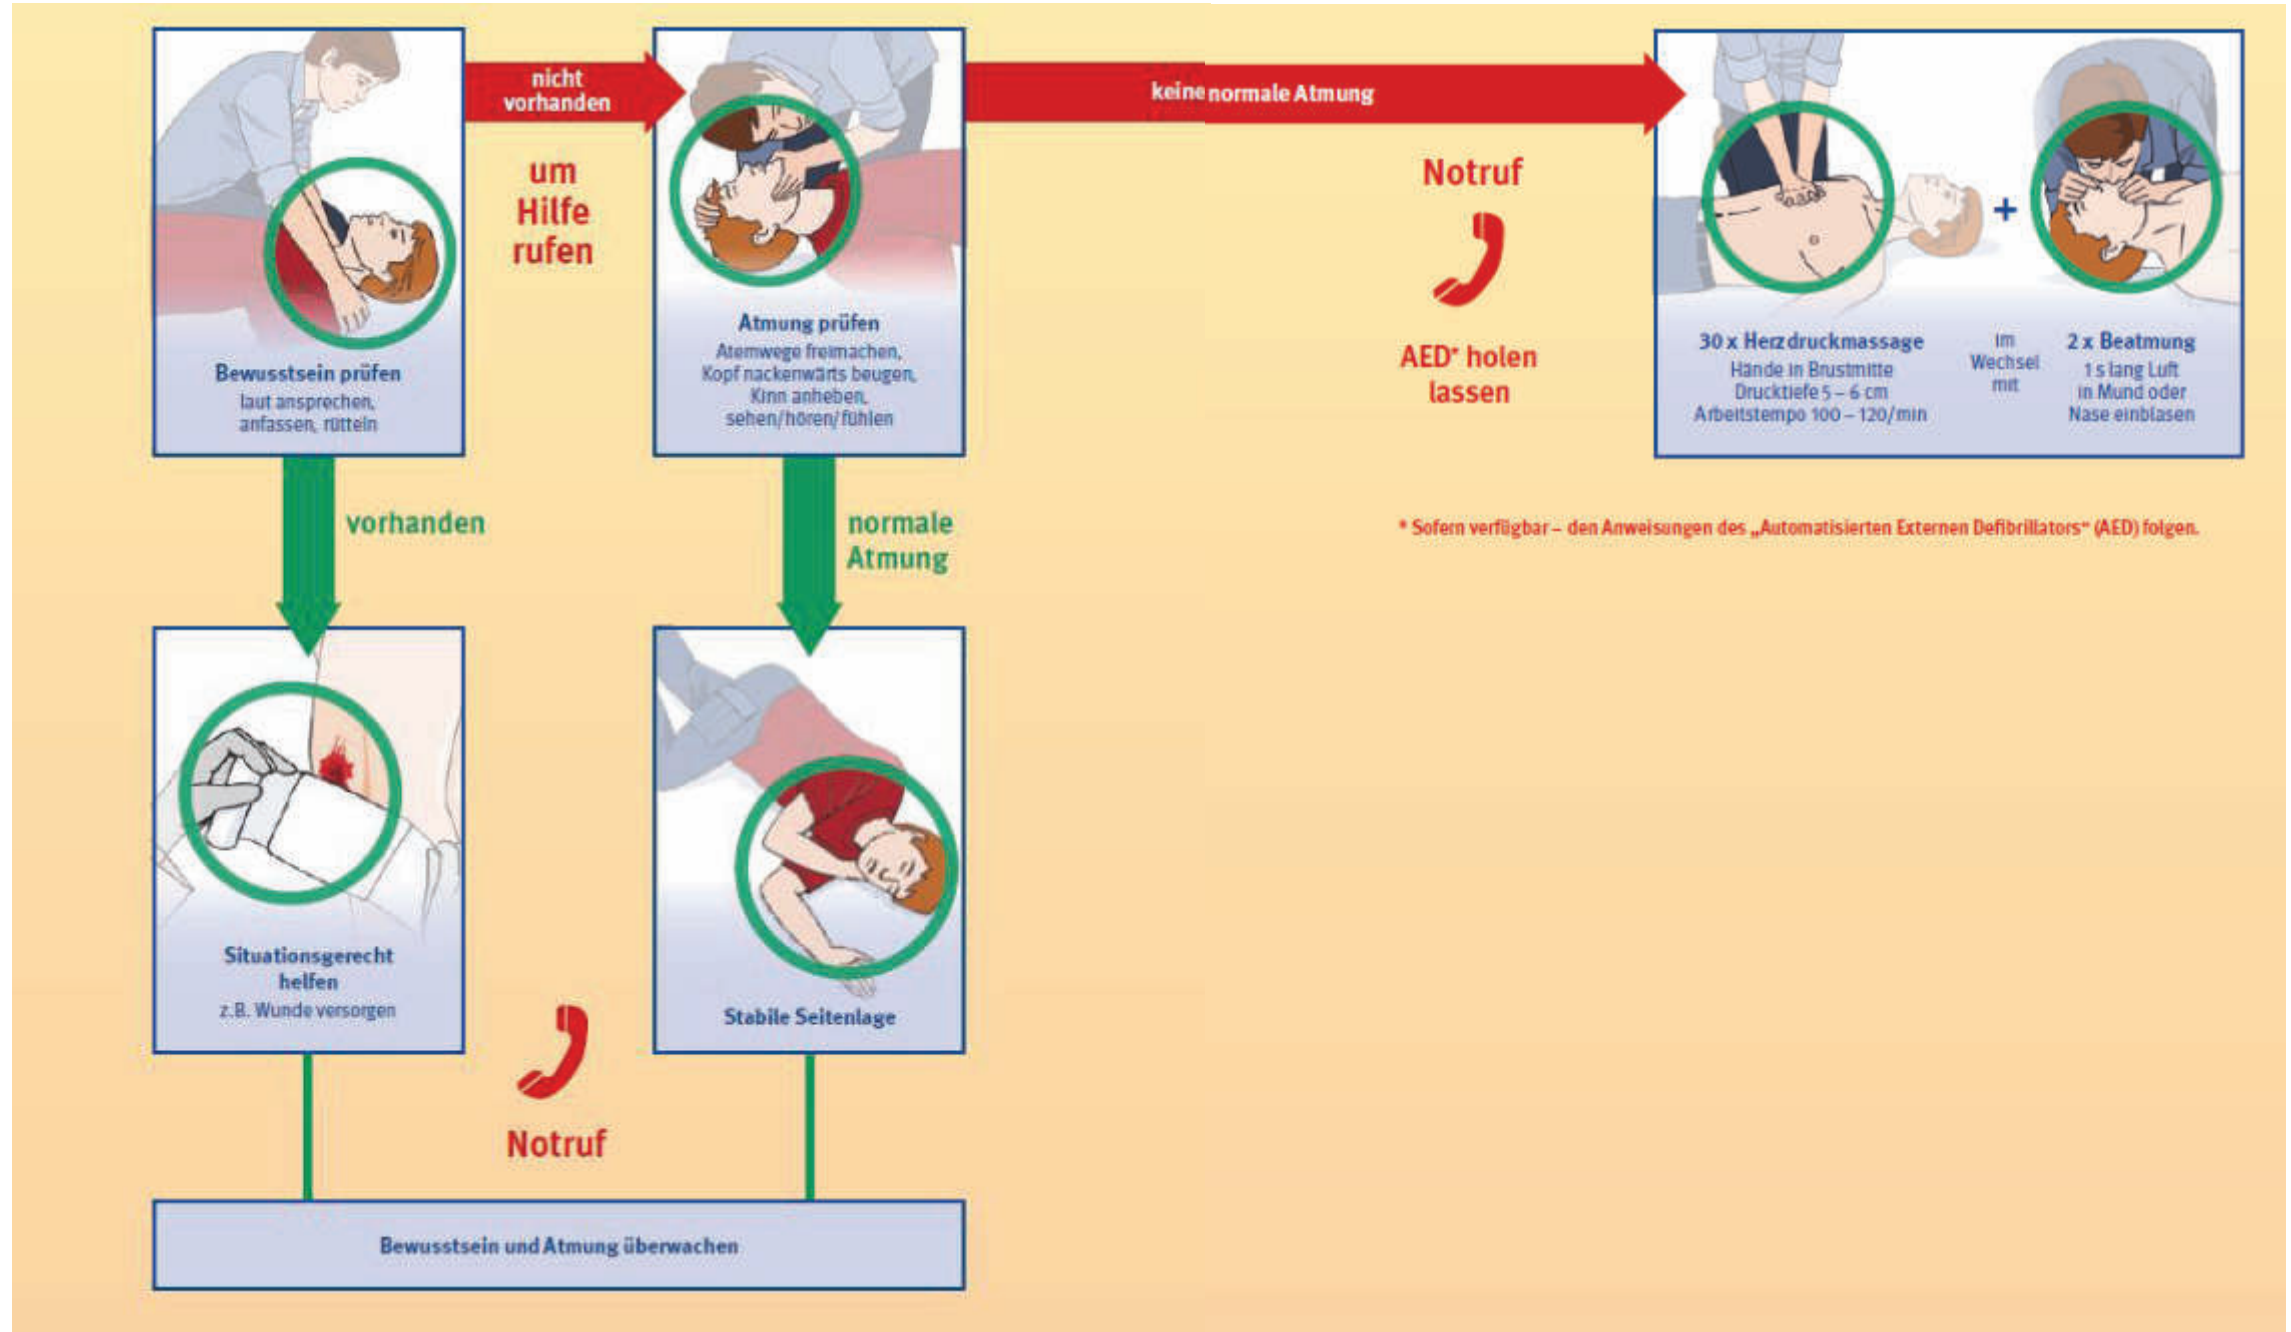 nicht
vorhanden
um
Hilfe
rufen
Bewusstsein prüfen
laut ansprechen,
anfassen, rütteln
Atmung prüfen
Atemwege freimachen,
Kopf nackenwärts beugen,
Kinn anheben,
sehen/hören/fühlen
keine normale Atmung
Notruf
AED* holen
lassen
30 x Herzdruckmassage
Hände in Brustmitte
Drucktiefe 5 – 6 cm
Arbeitstempo 100 – 120/min
+
im
Wechsel
mit
2 x Beatmung
1 s lang Luft
in Mund oder
Nase einblasen
* Sofern verfügbar – den Anweisungen des „Automatisierten Externen Defibrillators“ (AED) folgen.
vorhanden
normale
Atmung
Situationsgerecht
helfen
z.B. Wunde versorgen
Stabile Seitenlage
Notruf
Bewusstsein und Atmung überwachen